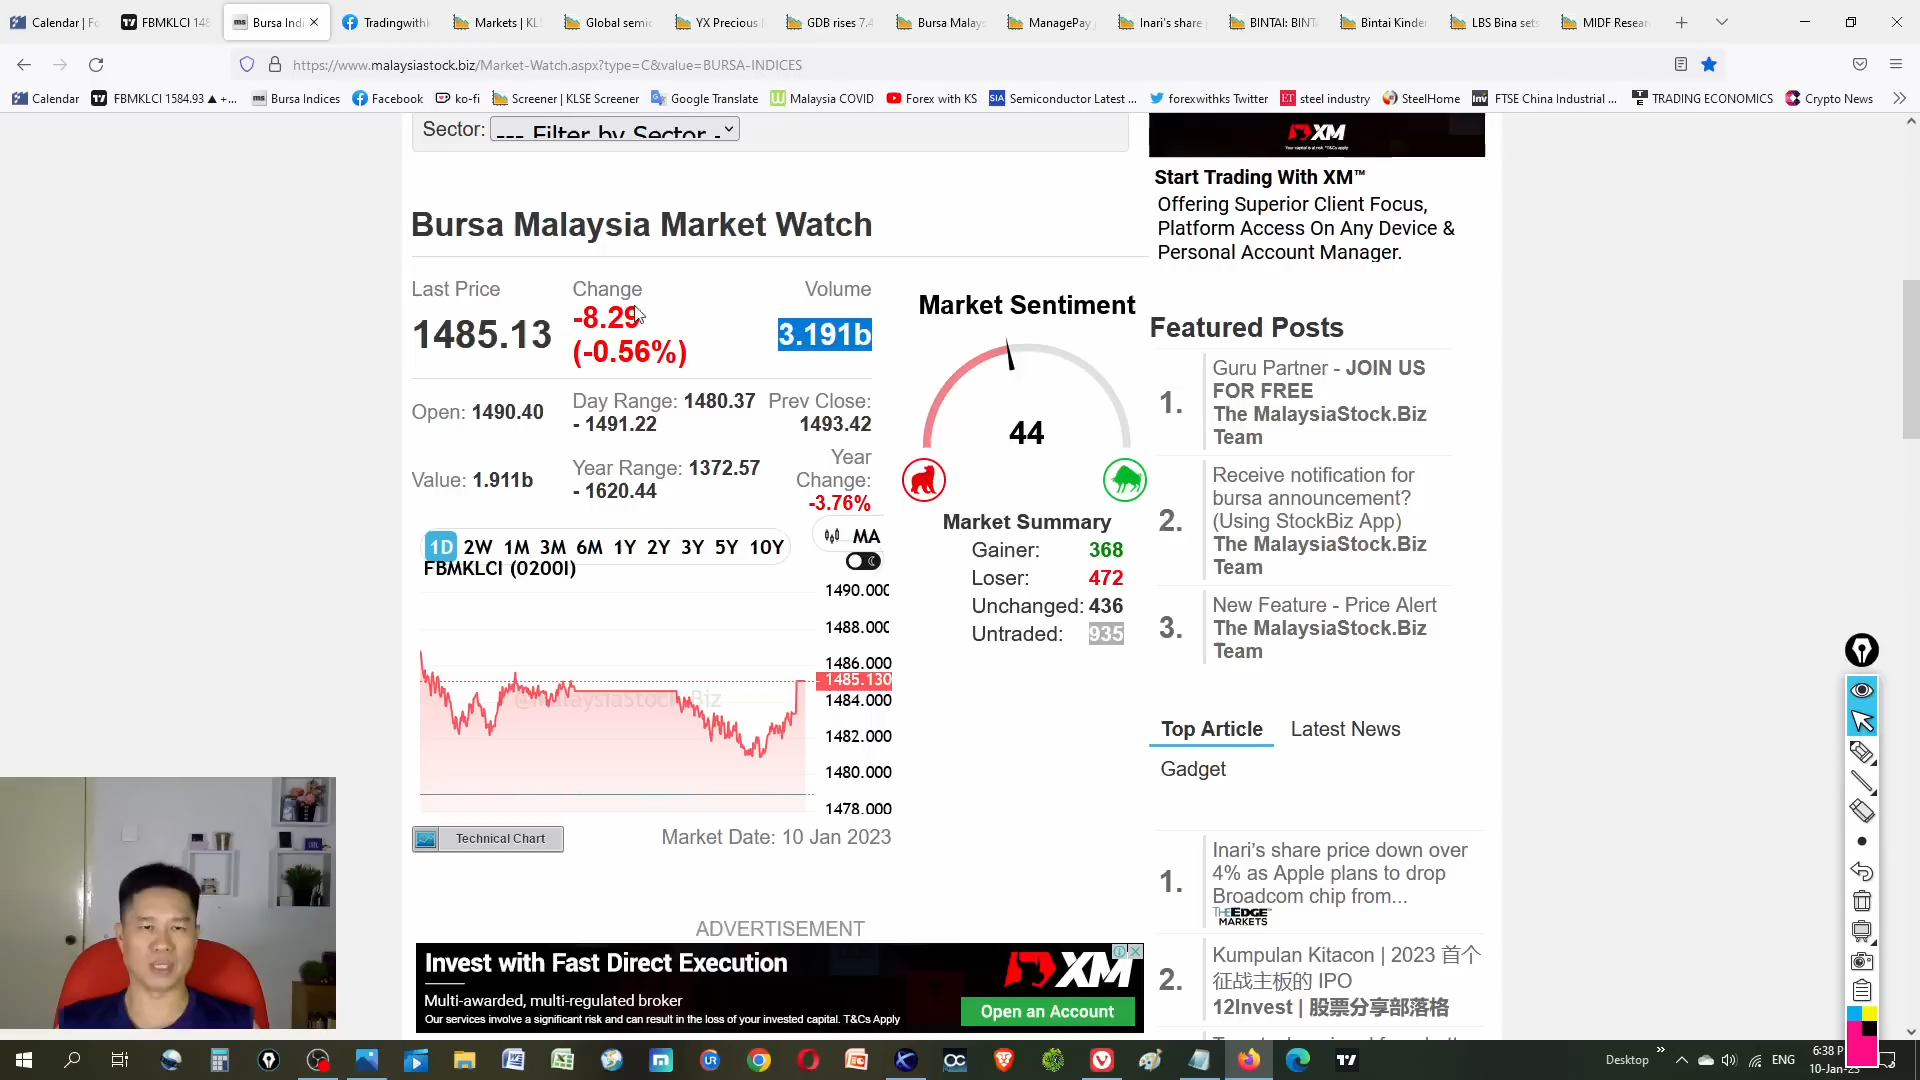 Calendar | Fo
FBMKLCI 148
Bursa Indi
Tradingwith
Markets | KL
Global semic
YX Precious
GDB rises 7.4
Bursa Malays
ManagePay
Inari's share
BINTAI: BINTA
Bintai Kinde
LBS Bina sets
MIDF Resear
https://www.malaysiastock.biz/Market-Watch.aspx?type=C&value=BURSA-INDICES
Calendar
FBMKLCI 1584.93 ▲ +...
Bursa Indices
Facebook
ko-fi
Screener | KLSE Screener
Google Translate
Malaysia COVID
Forex with KS
Semiconductor Latest ...
forexwithks Twitter
steel industry
SteelHome
FTSE China Industrial ...
TRADING ECONOMICS
Crypto News
Sector: --- Filter by Sector -
Bursa Malaysia Market Watch
Last Price
Change
Volume
1485.13
-8.29
(-0.56%)
3.191b
Open: 1490.40
Day Range: 1480.37
- 1491.22
Prev Close:
1493.42
Value: 1.911b
Year Range: 1372.57
- 1620.44
Year
Change:
-3.76%
1D 2W 1M 3M 6M 1Y 2Y 3Y 5Y 10Y
MA
FBMKLCI (0200I)
1490.000
1488.000
1486.000
1485.130
1484.000
1482.000
1480.000
1478.000
@MalaysiaStock.Biz
Technical Chart
Market Date: 10 Jan 2023
Market Sentiment
44
Market Summary
Gainer: 368
Loser: 472
Unchanged: 436
Untraded: 935
ADVERTISEMENT
Invest with Fast Direct Execution
Multi-awarded, multi-regulated broker
Our services involve a significant risk and can result in the loss of your invested capital. T&Cs Apply
XM
Open an Account
XM
Your capital is at risk. *T&Cs apply
Start Trading With XM™
Offering Superior Client Focus,
Platform Access On Any Device &
Personal Account Manager.
Featured Posts
1.
Guru Partner - JOIN US
FOR FREE
The MalaysiaStock.Biz
Team
2.
Receive notification for
bursa announcement?
(Using StockBiz App)
The MalaysiaStock.Biz
Team
3.
New Feature - Price Alert
The MalaysiaStock.Biz
Team
Top Article
Latest News
Gadget
1.
Inari's share price down over
4% as Apple plans to drop
Broadcom chip from...
THE EDGE
MARKETS
2.
Kumpulan Kitacon | 2023 首个
征战主板的 IPO
12Invest | 股票分享部落格
Desktop
ENG
6:38 P
10-Jan-23